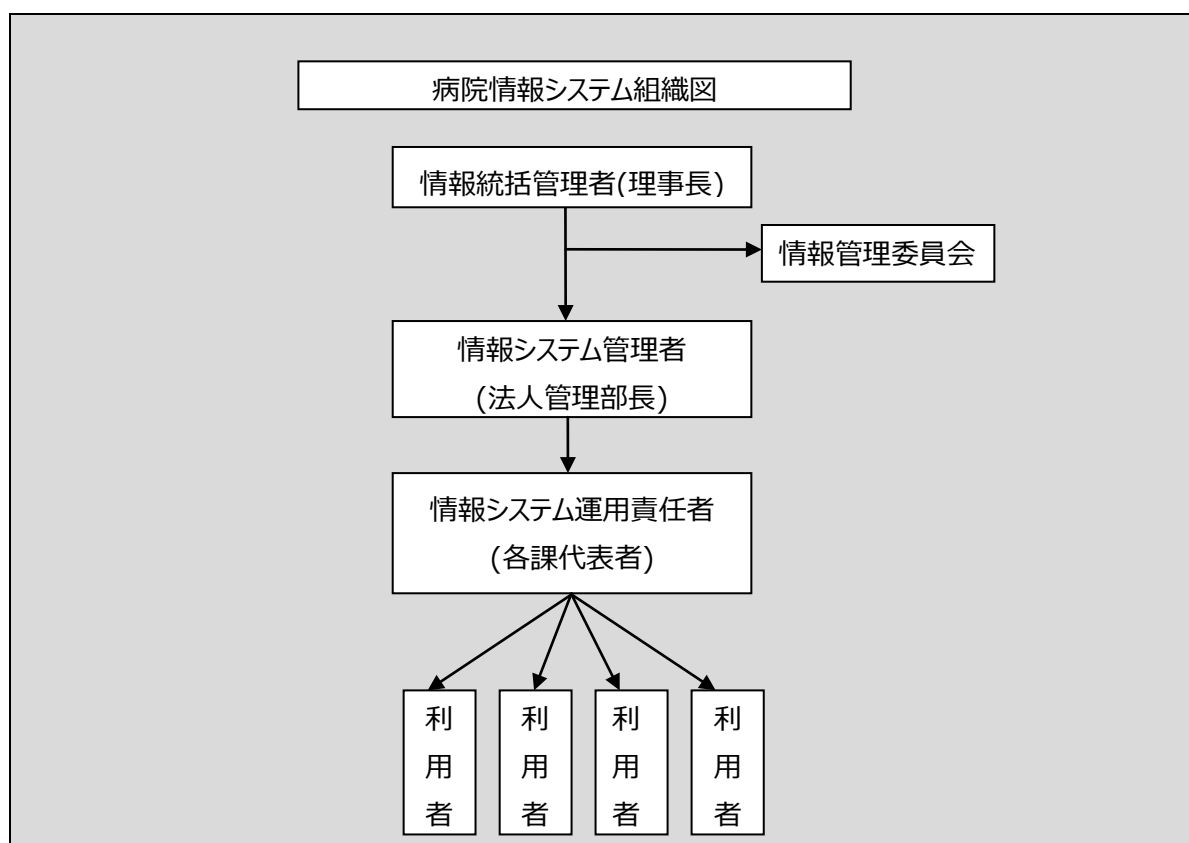 病院情報システム組織図
情報統括管理者(理事長)
情報管理委員会
情報システム管理者
(法人管理部長)
情報システム運用責任者
(各課代表者)
利用者
利用者
利用者
利用者